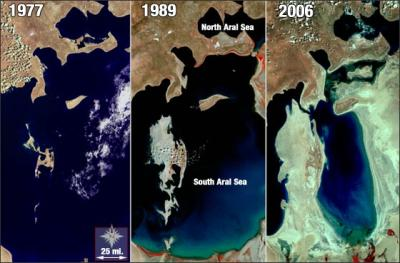 1977
1989
2006
North Aral Sea
South Aral Sea
25 mi.